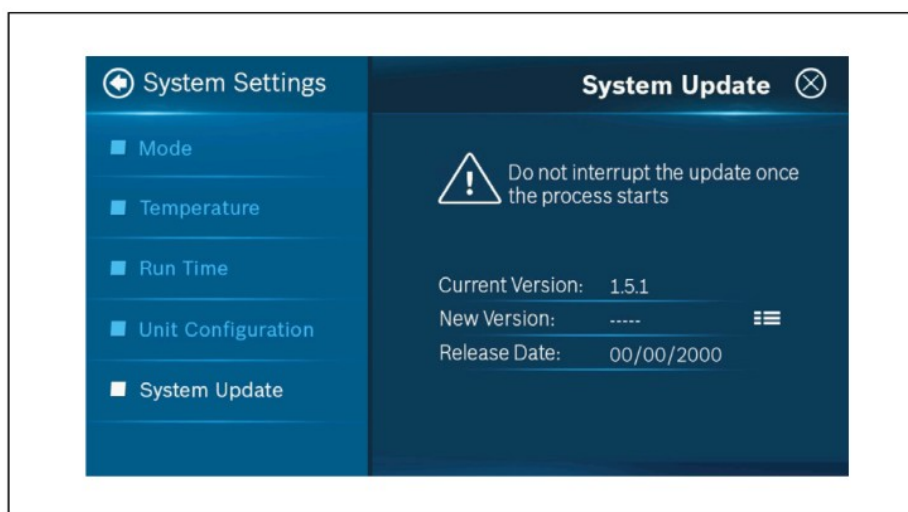 System Settings
Mode
Temperature
Run Time
Unit Configuration
System Update
System Update
Do not interrupt the update once
the process starts
Current Version: 1.5.1
New Version: -----
Release Date: 00/00/2000